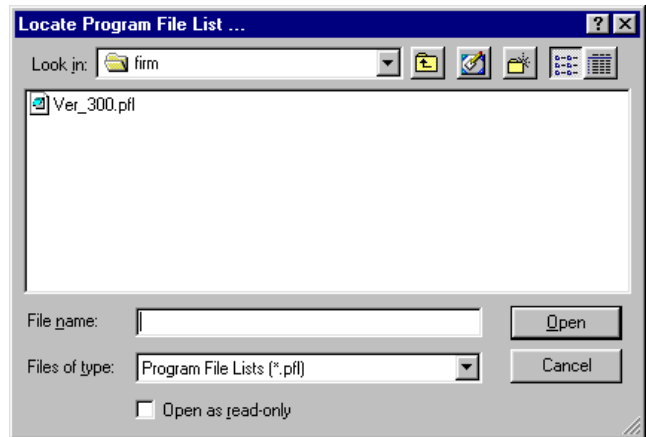 Locate Program File List ...
Look in: firm
Ver_300.pfl
File name:
Open
Files of type: Program File Lists (*.pfl)
Cancel
Open as read-only